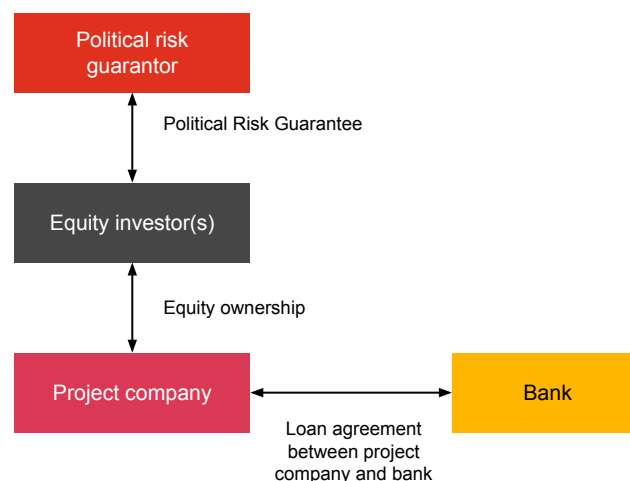 Political risk
guarantor
Political Risk Guarantee
Equity investor(s)
Equity ownership
Project company
Bank
Loan agreement
between project
company and bank